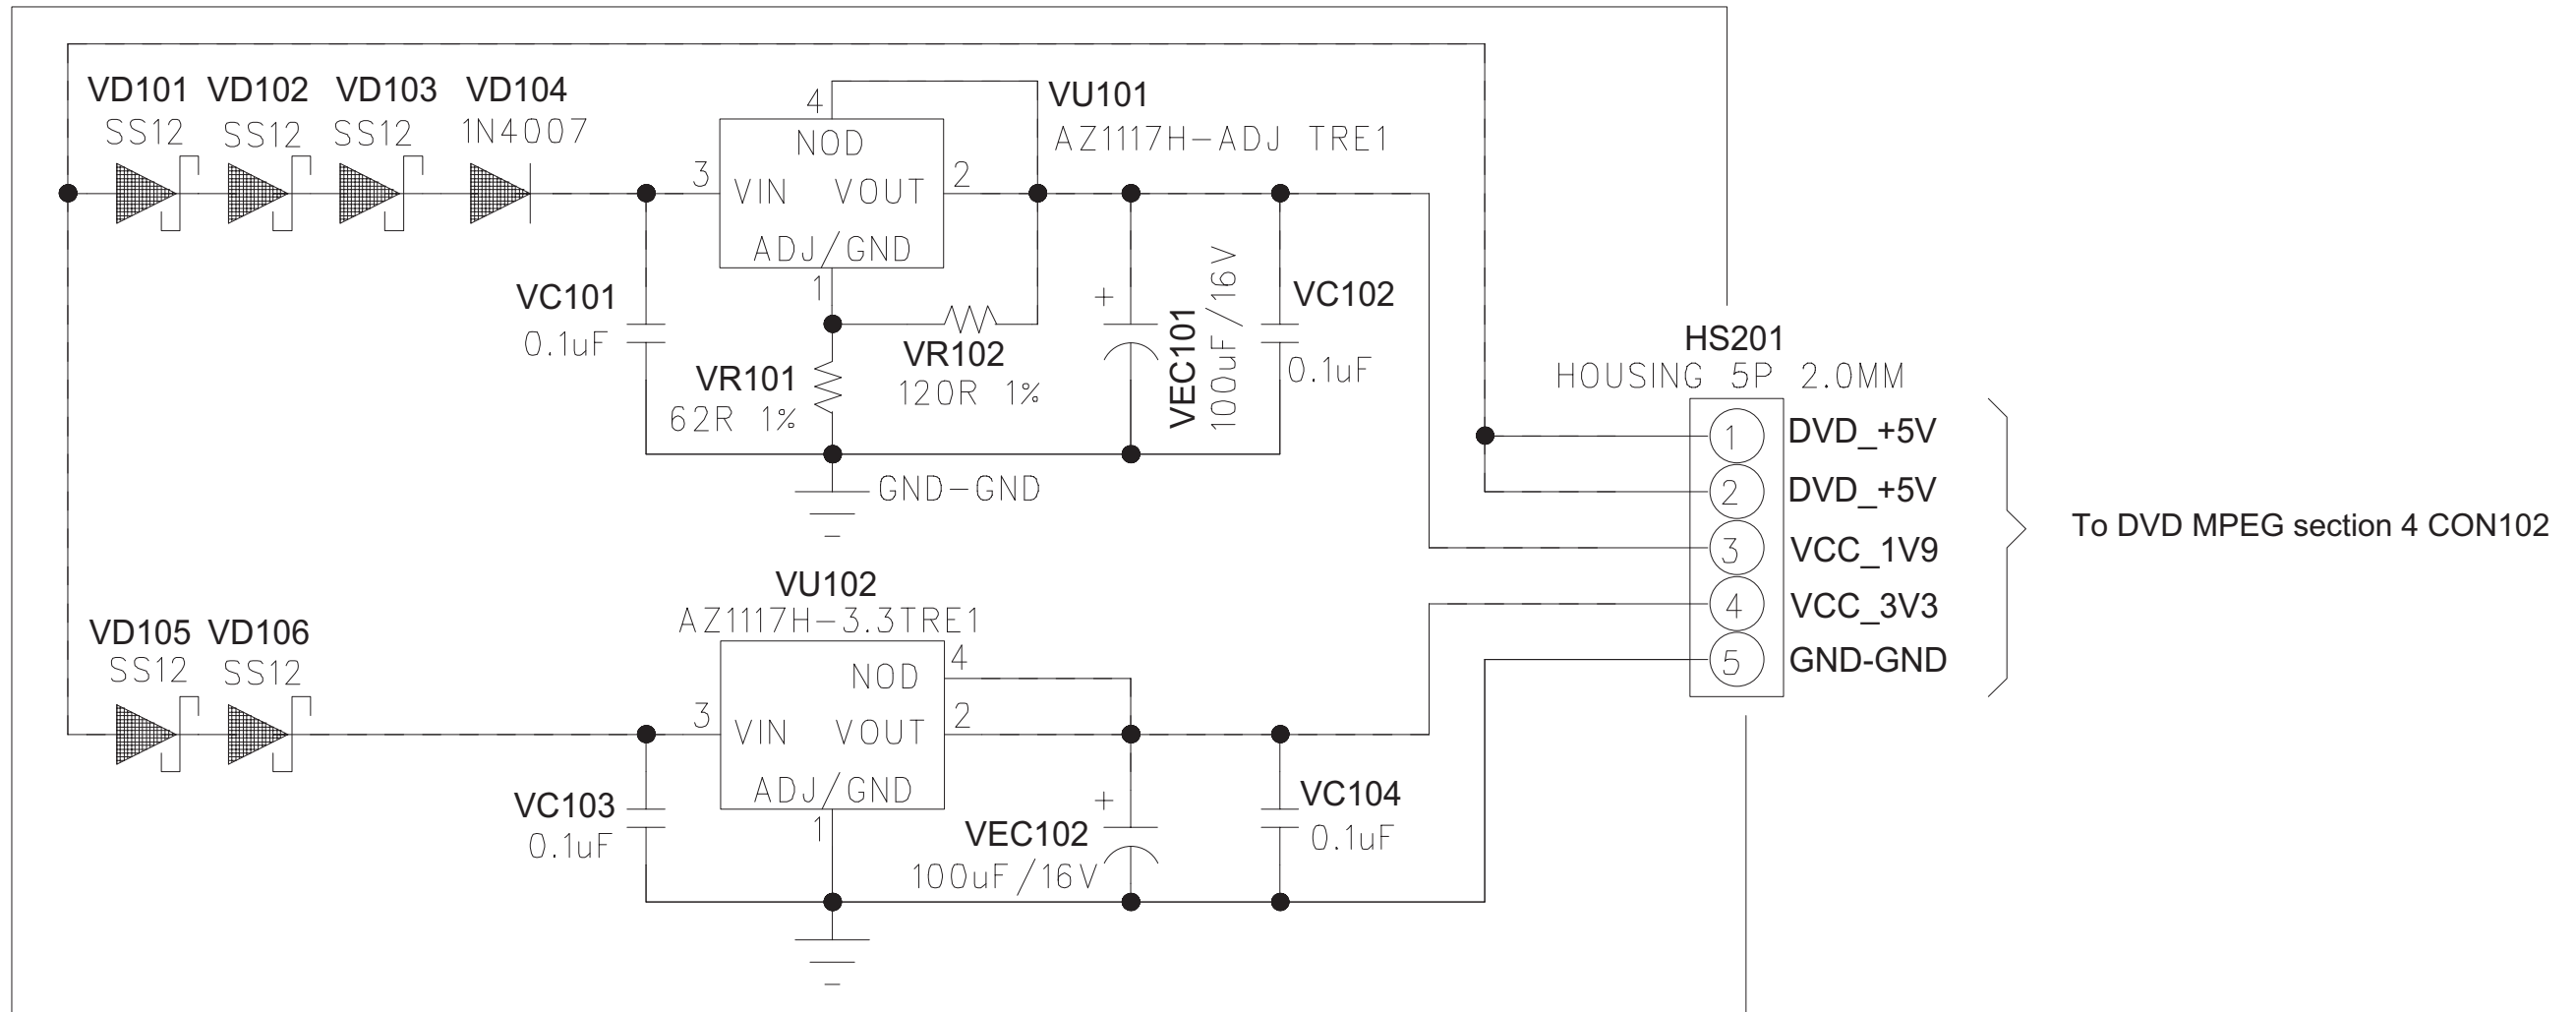 VD101
SS12
VD102
SS12
VD103
SS12
VD104
1N4007
VU101
AZ1117H-ADJ TRE1
4
NOD
3
VIN
VOUT
2
ADJ/GND
1
VC101
0.1uF
VR101
62R 1%
VR102
120R 1%
+
VEC101
100uF/16V
VC102
0.1uF
GND-GND
HS201
HOUSING 5P 2.0MM
1 DVD_+5V
2 DVD_+5V
3 VCC_1V9
4 VCC_3V3
5 GND-GND
To DVD MPEG section 4 CON102
VD105
SS12
VD106
SS12
VU102
AZ1117H-3.3TRE1
NOD
4
3
VIN
VOUT
2
ADJ/GND
1
VC103
0.1uF
+
VEC102
100uF/16V
VC104
0.1uF